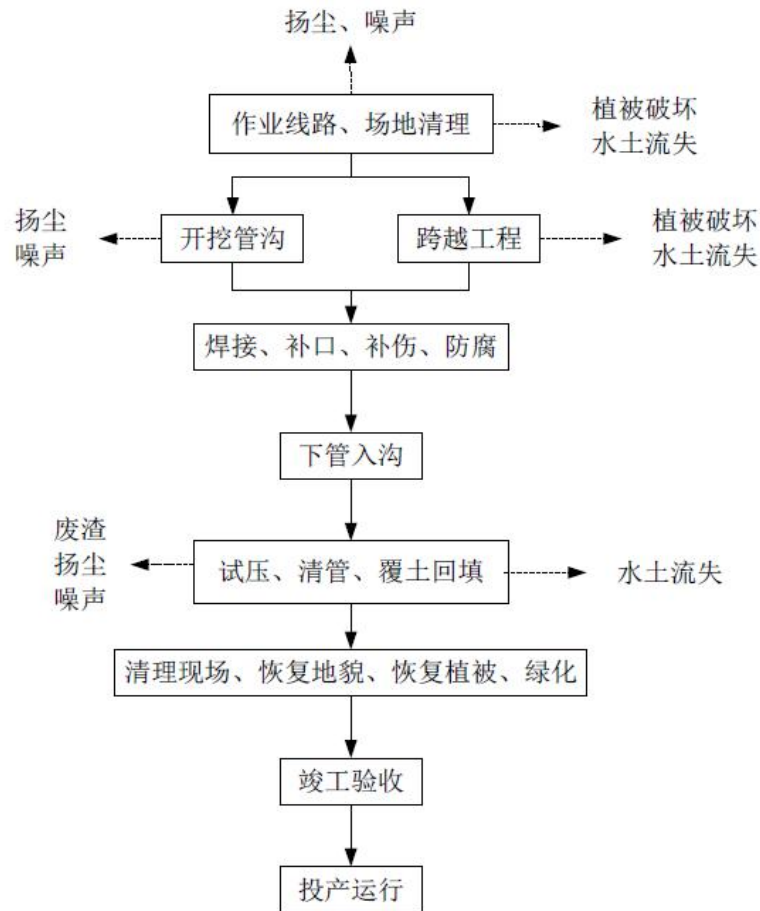 扬尘、噪声
作业线路、场地清理
植被破坏
水土流失
扬尘
噪声
开挖管沟
跨越工程
植被破坏
水土流失
焊接、补口、补伤、防腐
下管入沟
废渣
扬尘
噪声
试压、清管、覆土回填
水土流失
清理现场、恢复地貌、恢复植被、绿化
竣工验收
投产运行